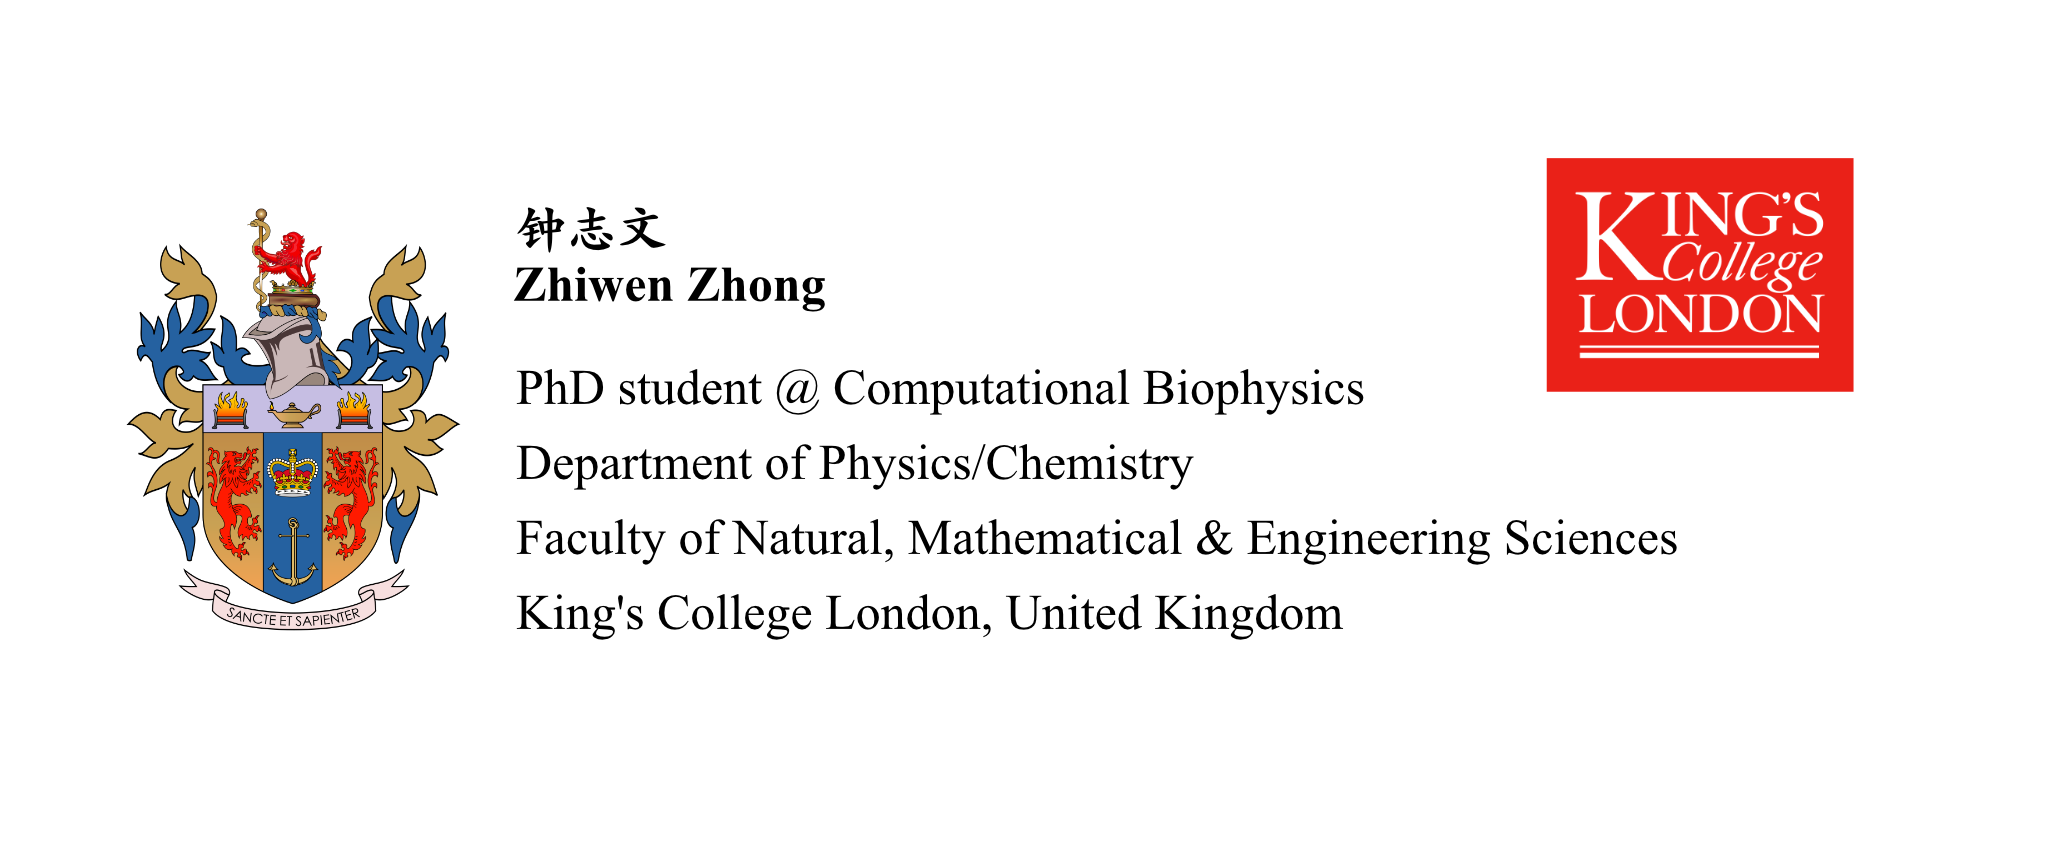 钟志文
Zhiwen Zhong
PhD student @ Computational Biophysics
Department of Physics/Chemistry
Faculty of Natural, Mathematical & Engineering Sciences
King's College London, United Kingdom
SANCTE ET SAPIENTER
KING'S
College
LONDON